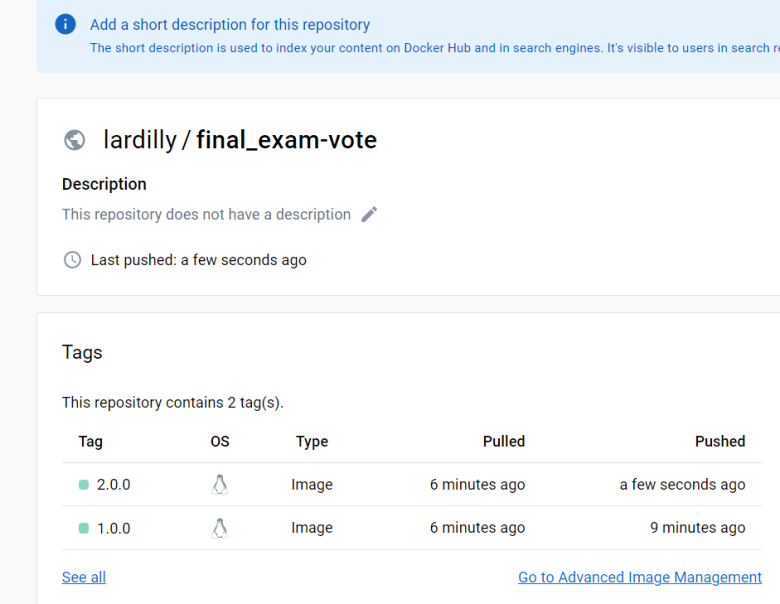 Add a short description for this repository
The short description is used to index your content on Docker Hub and in search engines. It's visible to users in search
lardilly / final_exam-vote
Description
This repository does not have a description
Last pushed: a few seconds ago
Tags
This repository contains 2 tag(s).
Tag OS Type Pulled Pushed
2.0.0 Image 6 minutes ago a few seconds ago
1.0.0 Image 6 minutes ago 9 minutes ago
See all Go to Advanced Image Management